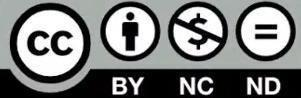 cc
$ =
BY NC ND